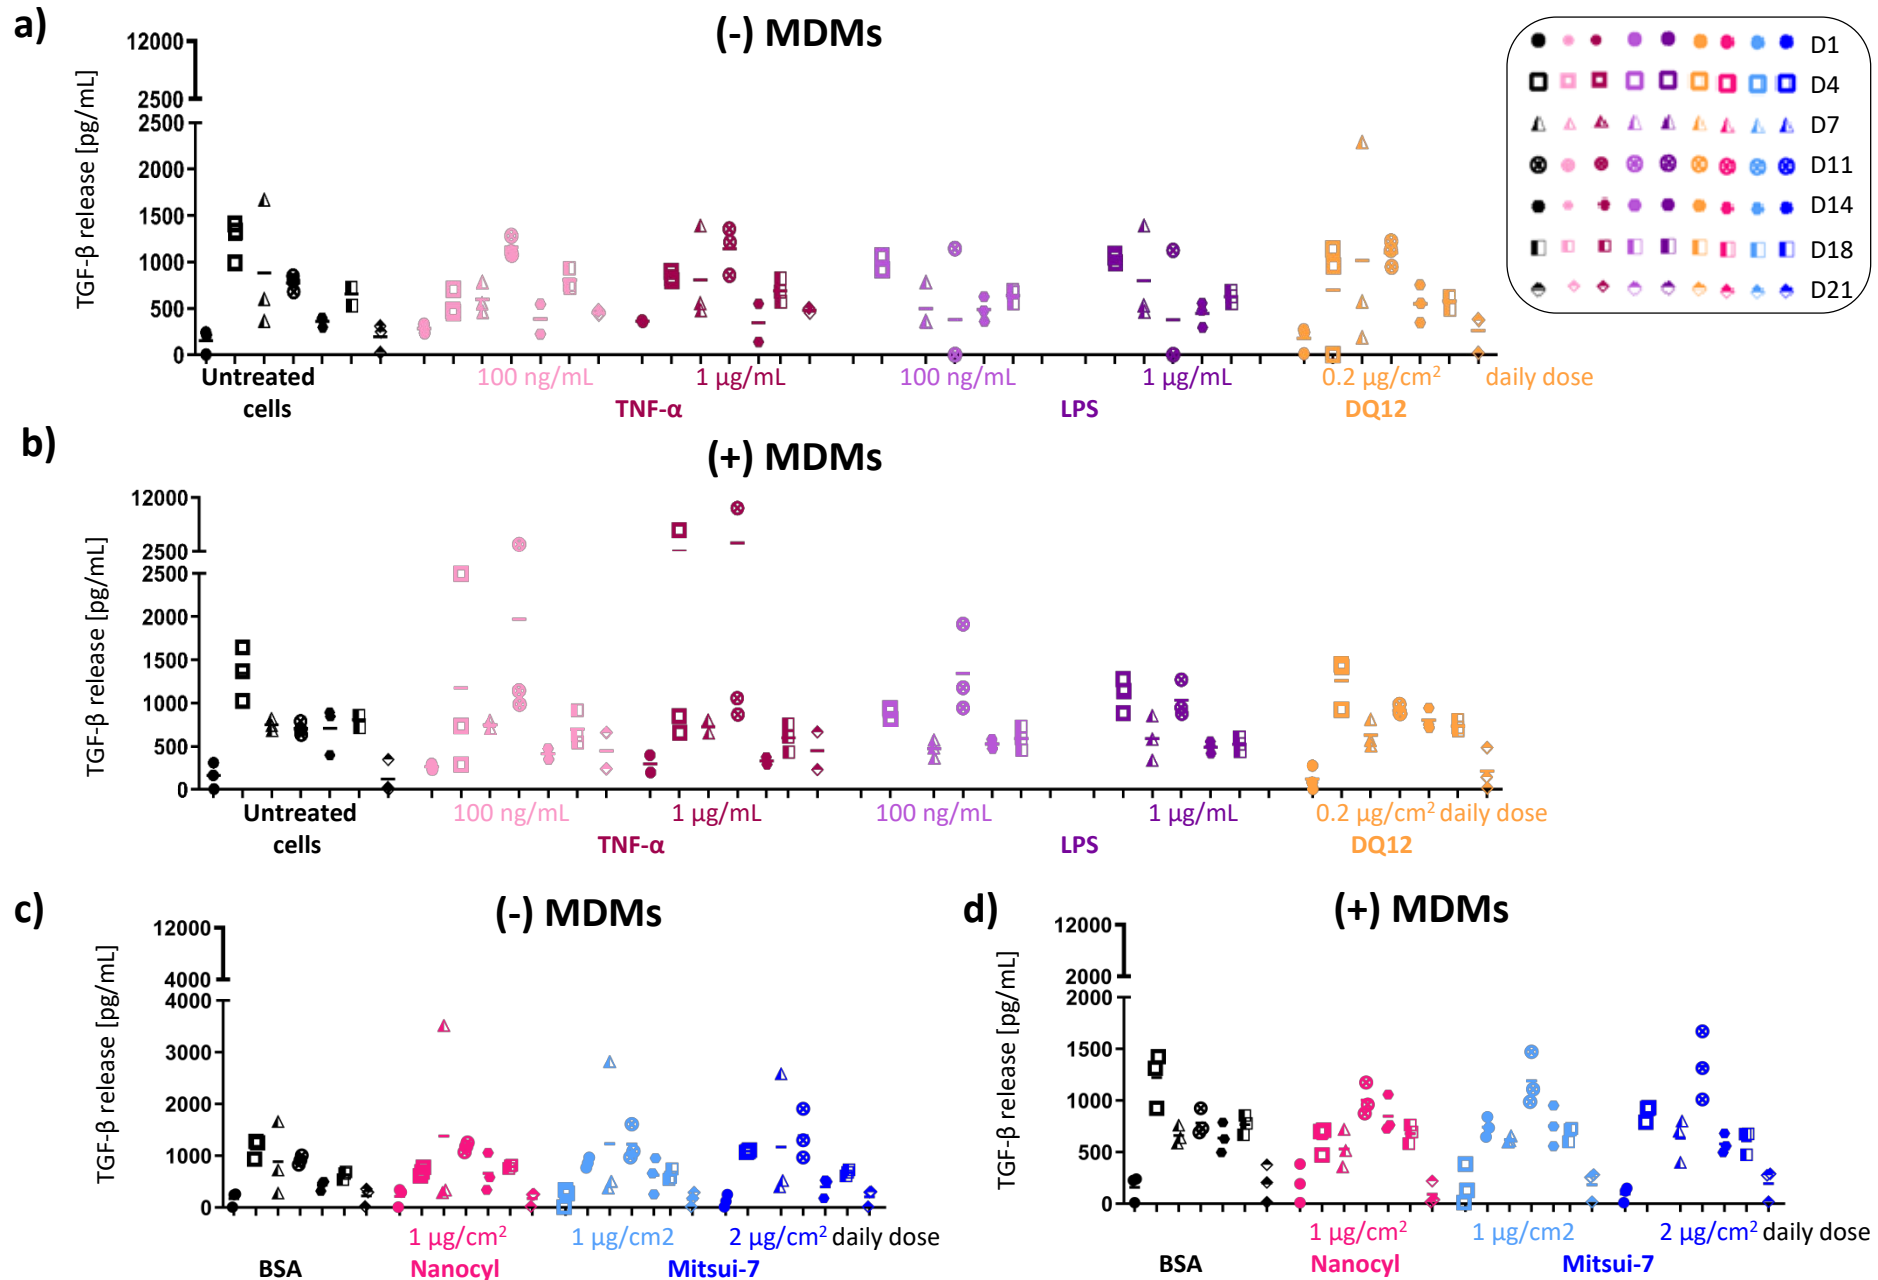 a)
(-) MDMs
12000
2500
2500
2000
1500
1000
500
0
TGF-β release [pg/mL]
D1
D4
D7
D11
D14
D18
D21
Untreated
cells
100 ng/mL
1 µg/mL
TNF-α
100 ng/mL
1 µg/mL
LPS
0.2 µg/cm² daily dose
DQ12
b)
(+) MDMs
12000
2500
2500
2000
1500
1000
500
0
TGF-β release [pg/mL]
Untreated
cells
100 ng/mL
1 µg/mL
TNF-α
100 ng/mL
1 µg/mL
LPS
0.2 µg/cm² daily dose
DQ12
c)
(-) MDMs
12000
4000
4000
3000
2000
1000
0
TGF-β release [pg/mL]
BSA
1 µg/cm²
Nanocyl
1 µg/cm2
2 µg/cm² daily dose
Mitsui-7
d)
(+) MDMs
12000
2000
2000
1500
1000
500
0
TGF-β release [pg/mL]
BSA
1 µg/cm²
Nanocyl
1 µg/cm²
2 µg/cm² daily dose
Mitsui-7